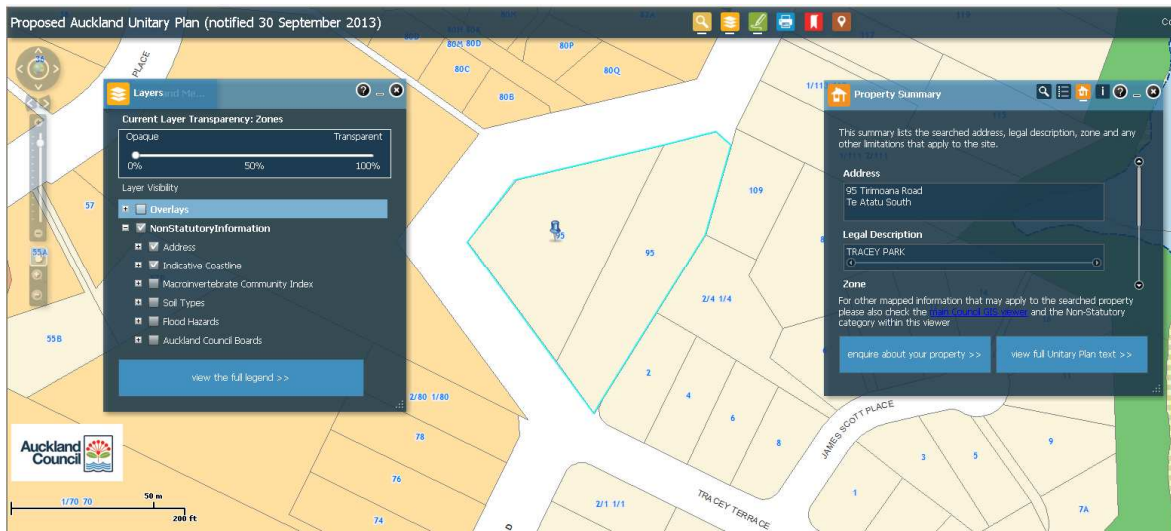 Proposed Auckland Unitary Plan (notified 30 September 2013)
80M 80D
80P
80C
80Q
80B
PLACE
Layers
Current Layer Transparency: Zones
Opaque Transparent
0% 50% 100%
Layer Visibility
Overlays
NonStatutoryInformation
Address
Indicative Coastline
Macroinvertebrate Community Index
Soil Types
Flood Hazards
Auckland Council Boards
view the full legend >>
57
55A
55B
95
95
109
2/4 1/4
2
4
6
8
Property Summary
This summary lists the searched address, legal description, zone and any
other limitations that apply to the site.
Address
95 Tirimoana Road
Te Atatu South
Legal Description
TRACEY PARK
Zone
For other mapped information that may apply to the searched property
please also check the main Council GIS viewer and the Non-Statutory
category within this viewer
enquire about your property >>
view full Unitary Plan text >>
2/80 1/80
78
76
74
1/70 70
Auckland
Council
50 m
200 ft
2/1 1/1
TRACEY TERRACE
JAMES SCOTT PLACE
1
3
5
9
7A
D